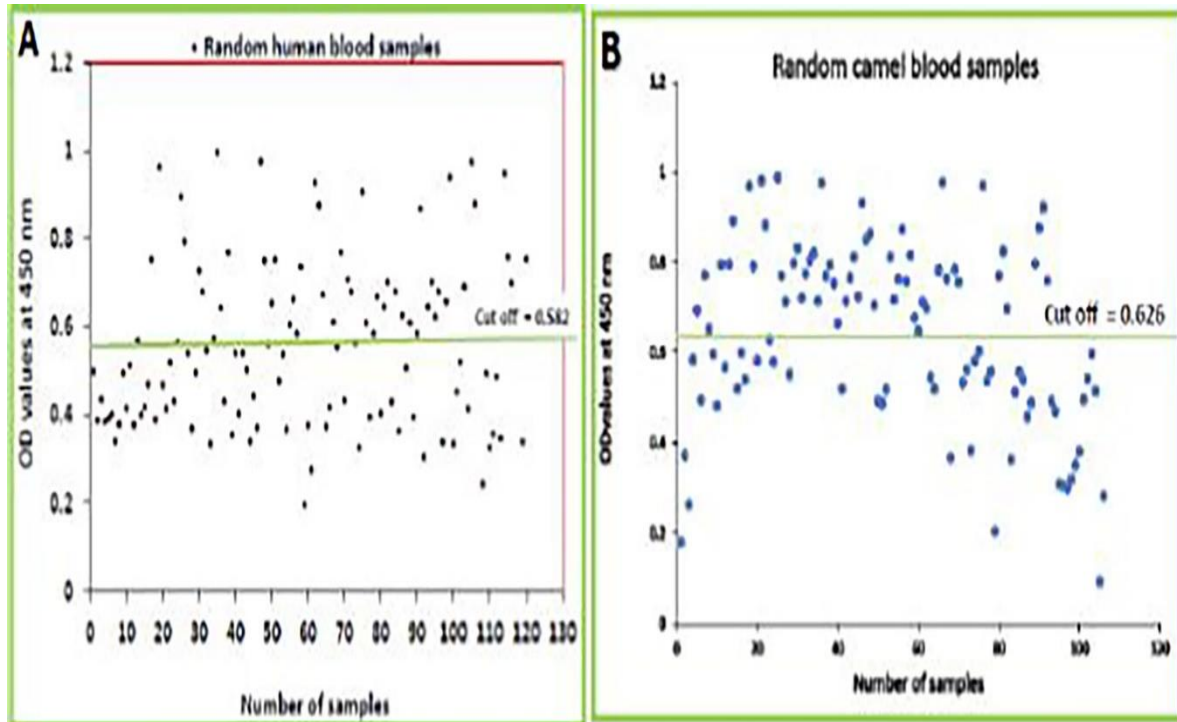 A
• Random human blood samples
1.2
1
0.8
0.6
0.4
0.2
0
OD values at 450 nm
Cut off = 0.582
0 10 20 30 40 50 60 70 80 90 100 110 120 130
Number of samples
B
Random camel blood samples
1.2
1
0.8
0.6
0.4
0.2
0
ODvalues at 450 nm
Cut off = 0.626
0 20 40 60 80 100 120
Number of samples